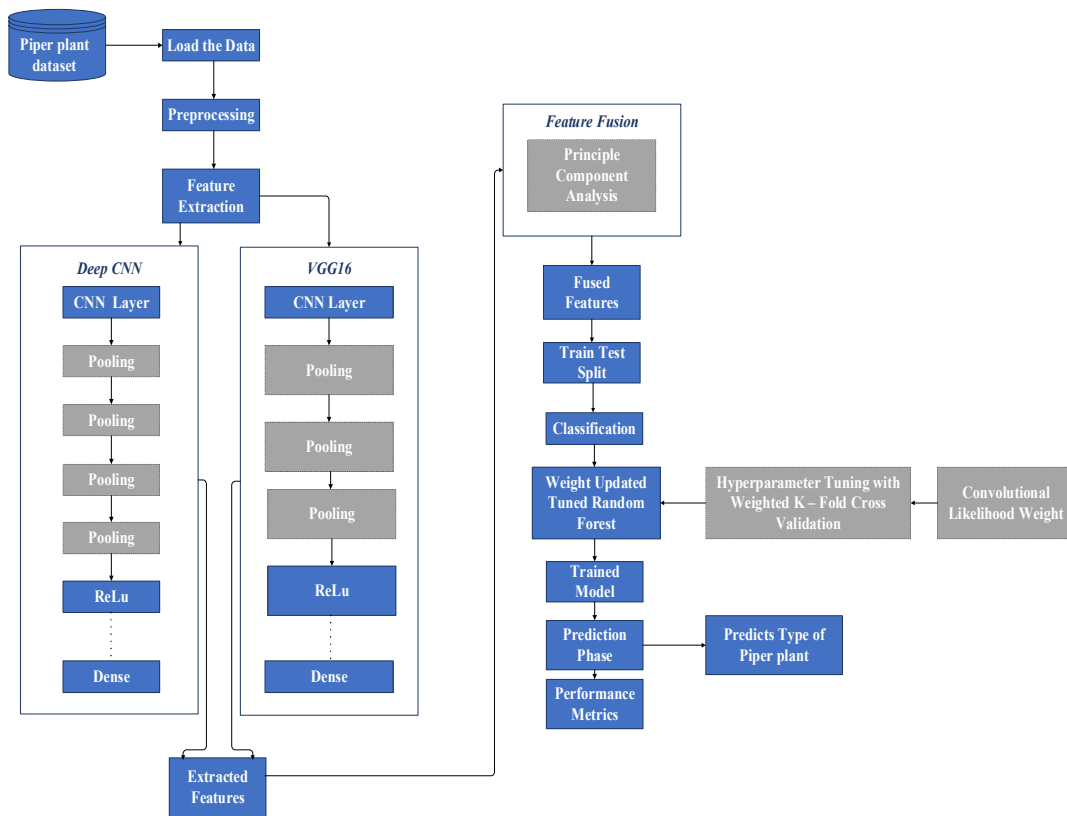 Piper plant
dataset
Load the Data
Preprocessing
Feature
Extraction
Deep CNN
CNN Layer
Pooling
Pooling
Pooling
Pooling
ReLu
Dense
VGG16
CNN Layer
Pooling
Pooling
Pooling
ReLu
Dense
Extracted
Features
Feature Fusion
Principle
Component
Analysis
Fused
Features
Train Test
Split
Classification
Weight Updated
Tuned Random
Forest
Hyperparameter Tuning with
Weighted K – Fold Cross
Validation
Convolutional
Likelihood Weight
Trained
Model
Prediction
Phase
Predicts Type of
Piper plant
Performance
Metrics